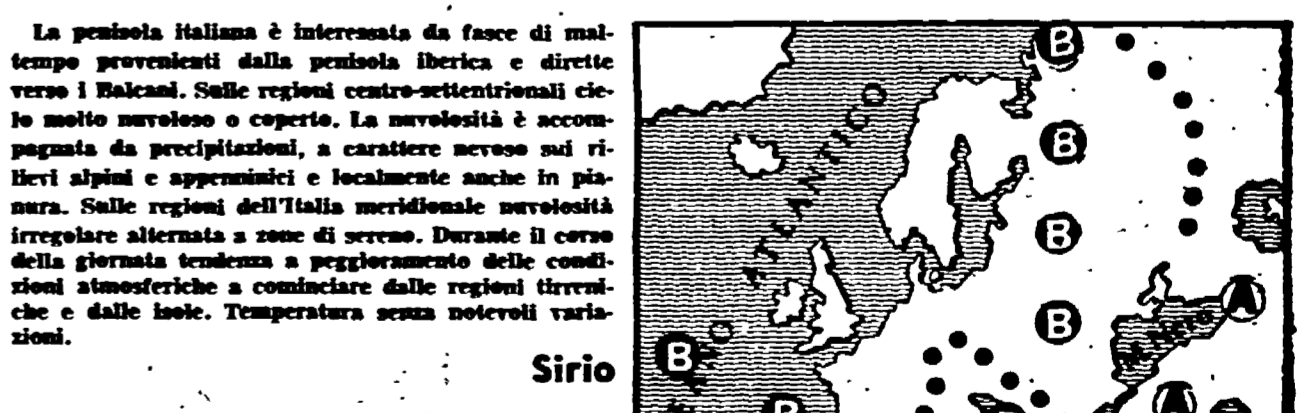 La penisola italiana è interessata da fasce di mal-
tempo provenienti dalla penisola iberica e dirette
verso i Balcani. Sulle regioni centro-settentrionali cie-
lo molto nuvoloso o coperto. La nuvolosità è accom-
pagnata da precipitazioni, a carattere nevoso sui ri-
lievi alpini e appenninici e localmente anche in pia-
nura. Sulle regioni dell'Italia meridionale nuvolosità
irregolare alternata a zone di sereno. Durante il corso
della giornata tendenza a peggioramento delle condi-
zioni atmosferiche a cominciare dalle regioni tirreni-
che e dalle isole. Temperatura senza notevoli varia-
zioni.
Sirio
B
B
ATLANTICO
B
A
B
B
A
B